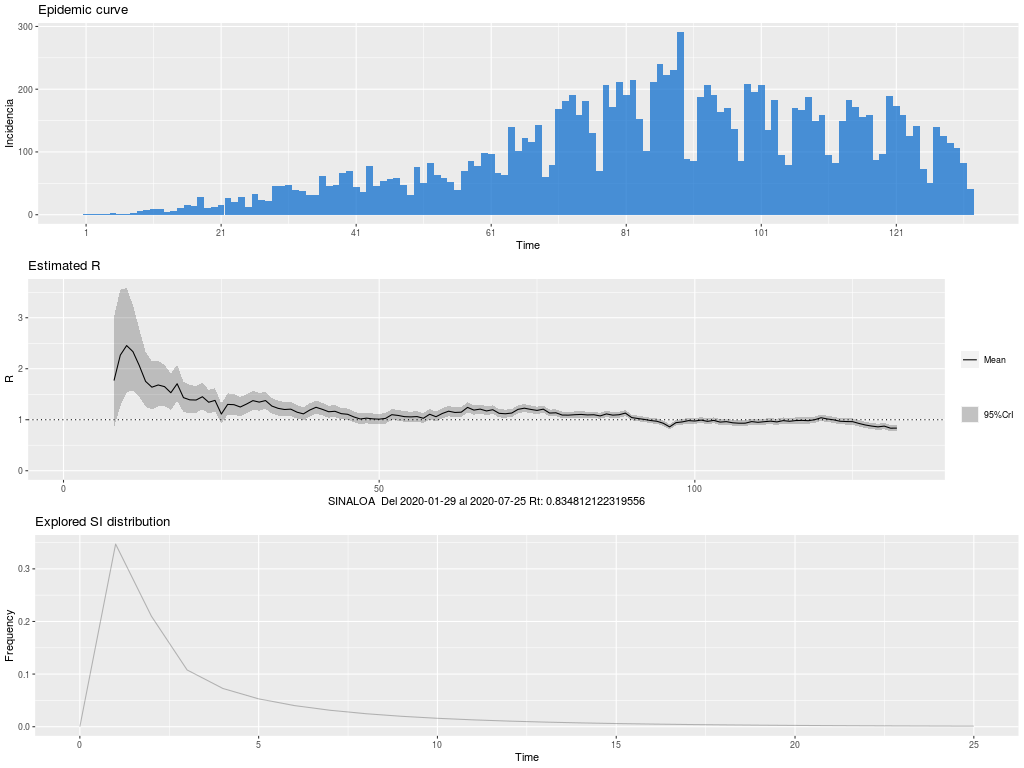 Epidemic curve
Incidencia
300
200
100
0
1 21 41 61 81 101 121
Time
Estimated R
R
3
2
1
0
0 50 100
SINALOA Del 2020-01-29 al 2020-07-25 Rt: 0.834812122319556
Mean
95%CrI
Explored SI distribution
Frequency
0.3
0.2
0.1
0.0
0 5 10 15 20 25
Time